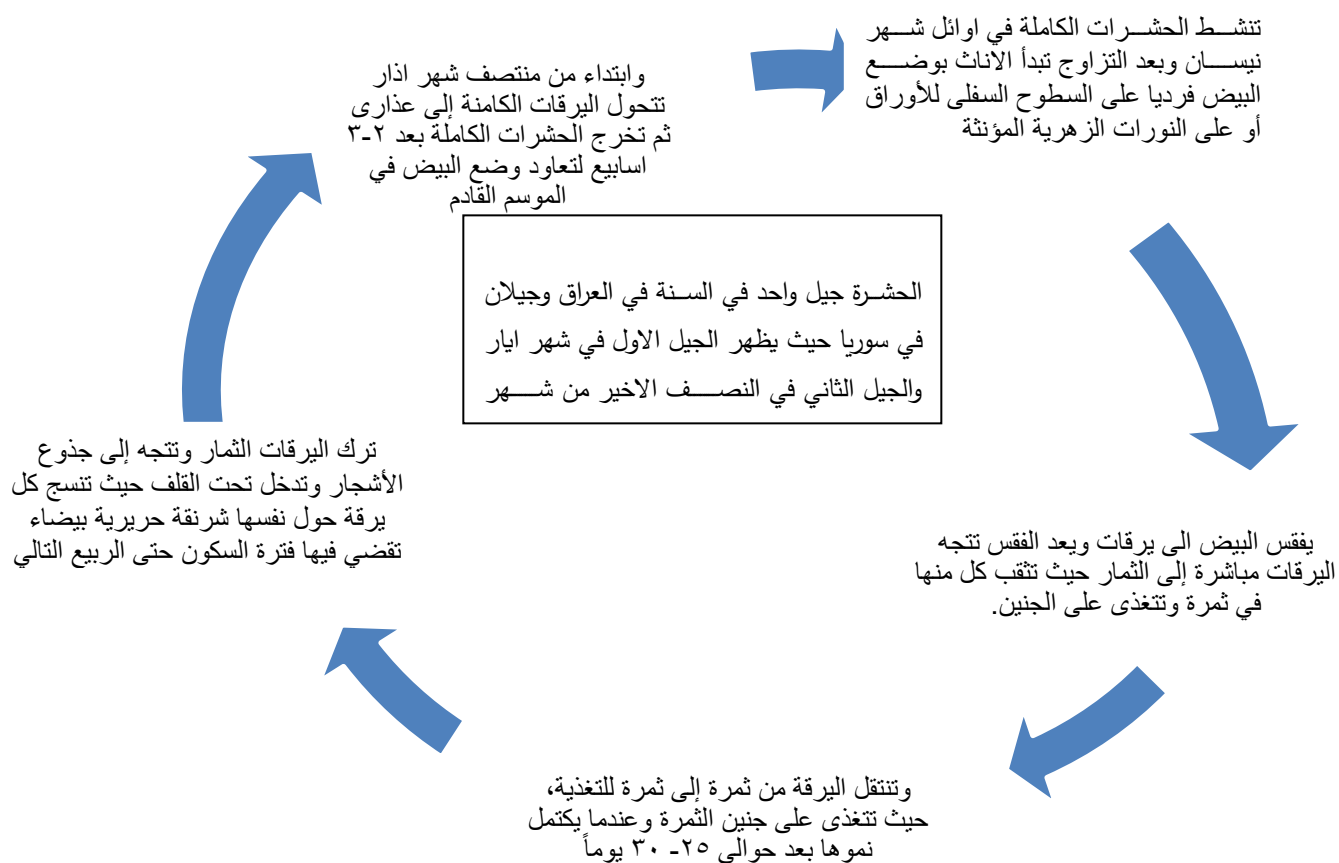 تنشط الحشرات الكاملة في اوائل شهر
نيسان وبعد التزاوج تبدأ الاناث بوضع
البيض فرديا على السطوح السفلى للأوراق
أو على النورات الزهرية المؤنثة
يفقس البيض الى يرقات وبعد الفقس تتجه
اليرقات مباشرة إلى الثمار حيث تثقب كل منها
في ثمرة وتتغذى على الجنين.
وتنتقل اليرقة من ثمرة إلى ثمرة للتغذية،
حيث تتغذى على جنين الثمرة وعندما يكتمل
نموها بعد حوالي ٢٥- ٣٠ يوماً
ترك اليرقات الثمار وتتجه إلى جذوع
الأشجار وتدخل تحت القلف حيث تنسج كل
يرقة حول نفسها شرنقة حريرية بيضاء
تقضي فيها فترة السكون حتى الربيع التالي
وابتداء من منتصف شهر اذار
تتحول اليرقات الكامنة إلى عذارى
ثم تخرج الحشرات الكاملة بعد ٢-٣
اسابيع لتعاود وضع البيض في
الموسم القادم
الحشرة جيل واحد في السنة في العراق وجيلان
في سوريا حيث يظهر الجيل الاول في شهر ايار
والجيل الثاني في النصف الاخير من شهر